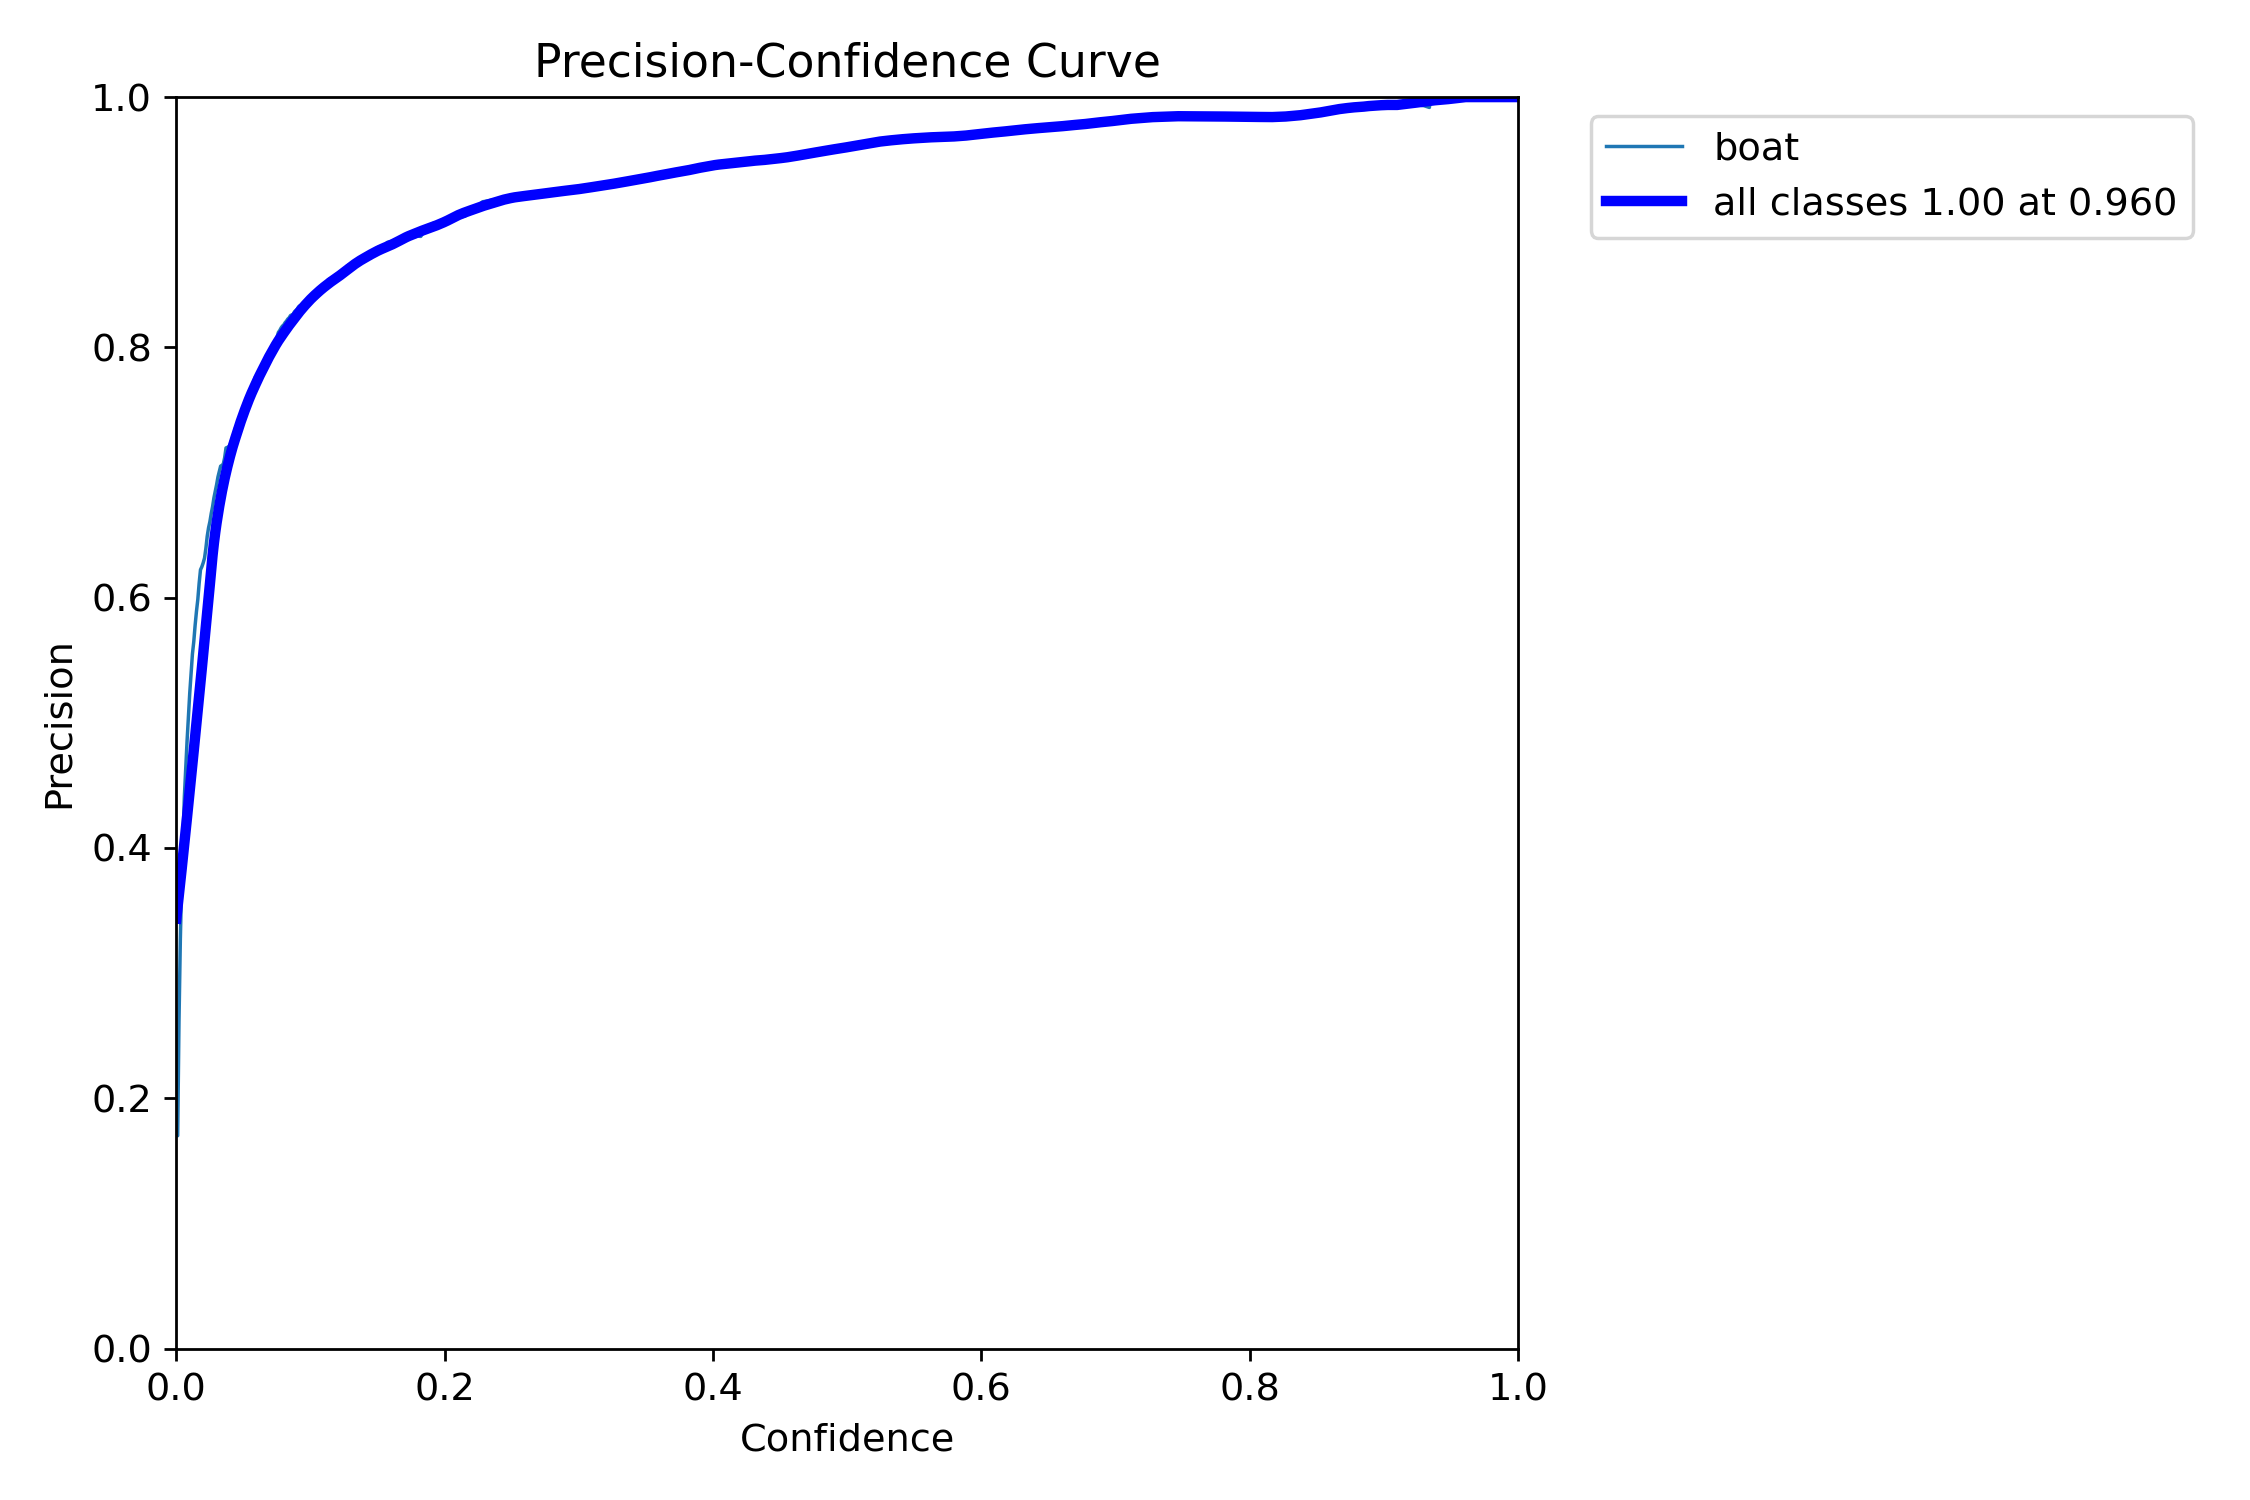 Precision-Confidence Curve
1.0
0.8
0.6
0.4
0.2
0.0
Precision
0.0 0.2 0.4 0.6 0.8 1.0
Confidence
boat
all classes 1.00 at 0.960